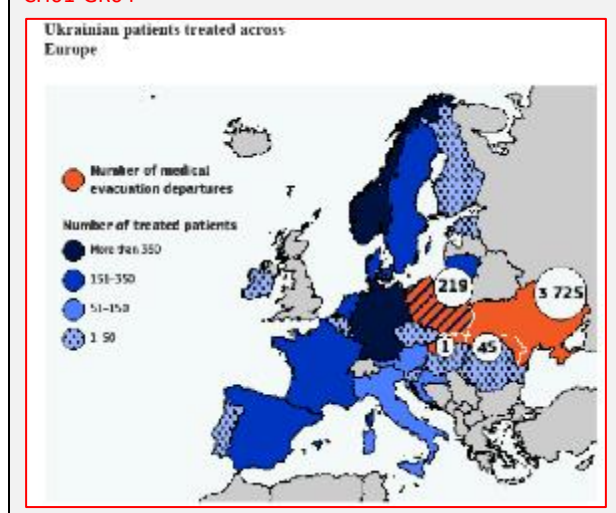 Ukrainian patients treated across
Europe
Number of medical
evacuation departures
Number of treated patients
More than 350
151–350
51–150
1–50
219
3 725
1
45